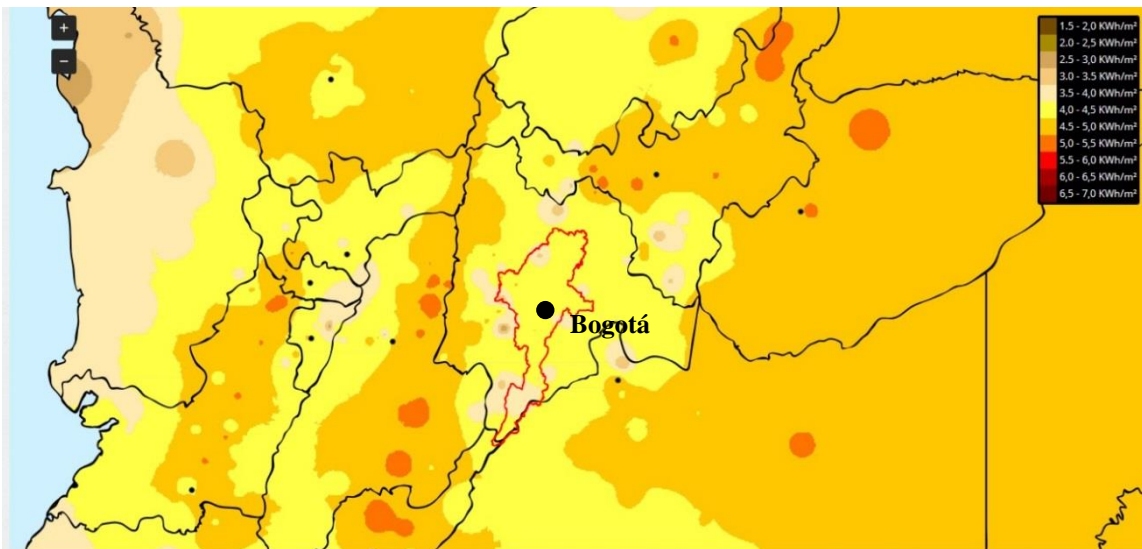 +
−
1.5 - 2,0 KWh/m²
2.0 - 2,5 KWh/m²
2.5 - 3,0 KWh/m²
3.0 - 3,5 KWh/m²
3.5 - 4,0 KWh/m²
4,0 - 4,5 KWh/m²
4.5 - 5,0 KWh/m²
5,0 - 5,5 KWh/m²
5.5 - 6,0 KWh/m²
6,0 - 6,5 KWh/m²
6,5 - 7,0 KWh/m²
Bogotá